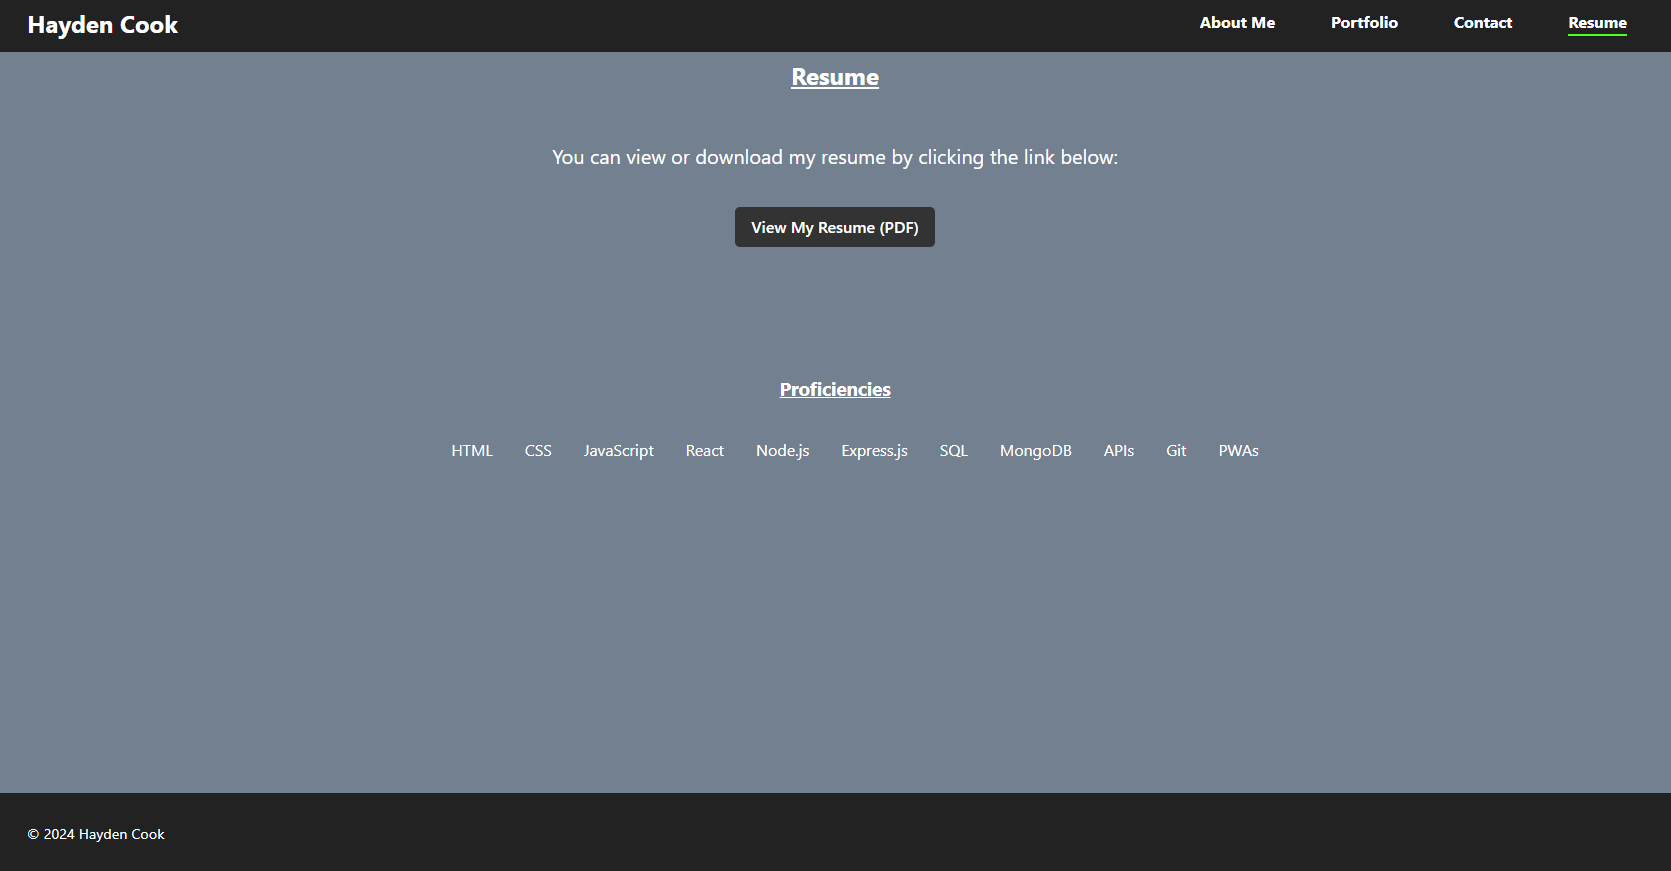 Hayden Cook
About Me Portfolio Contact Resume
Resume
You can view or download my resume by clicking the link below:
View My Resume (PDF)
Proficiencies
HTML CSS JavaScript React Node.js Express.js SQL MongoDB APIs Git PWAs
© 2024 Hayden Cook